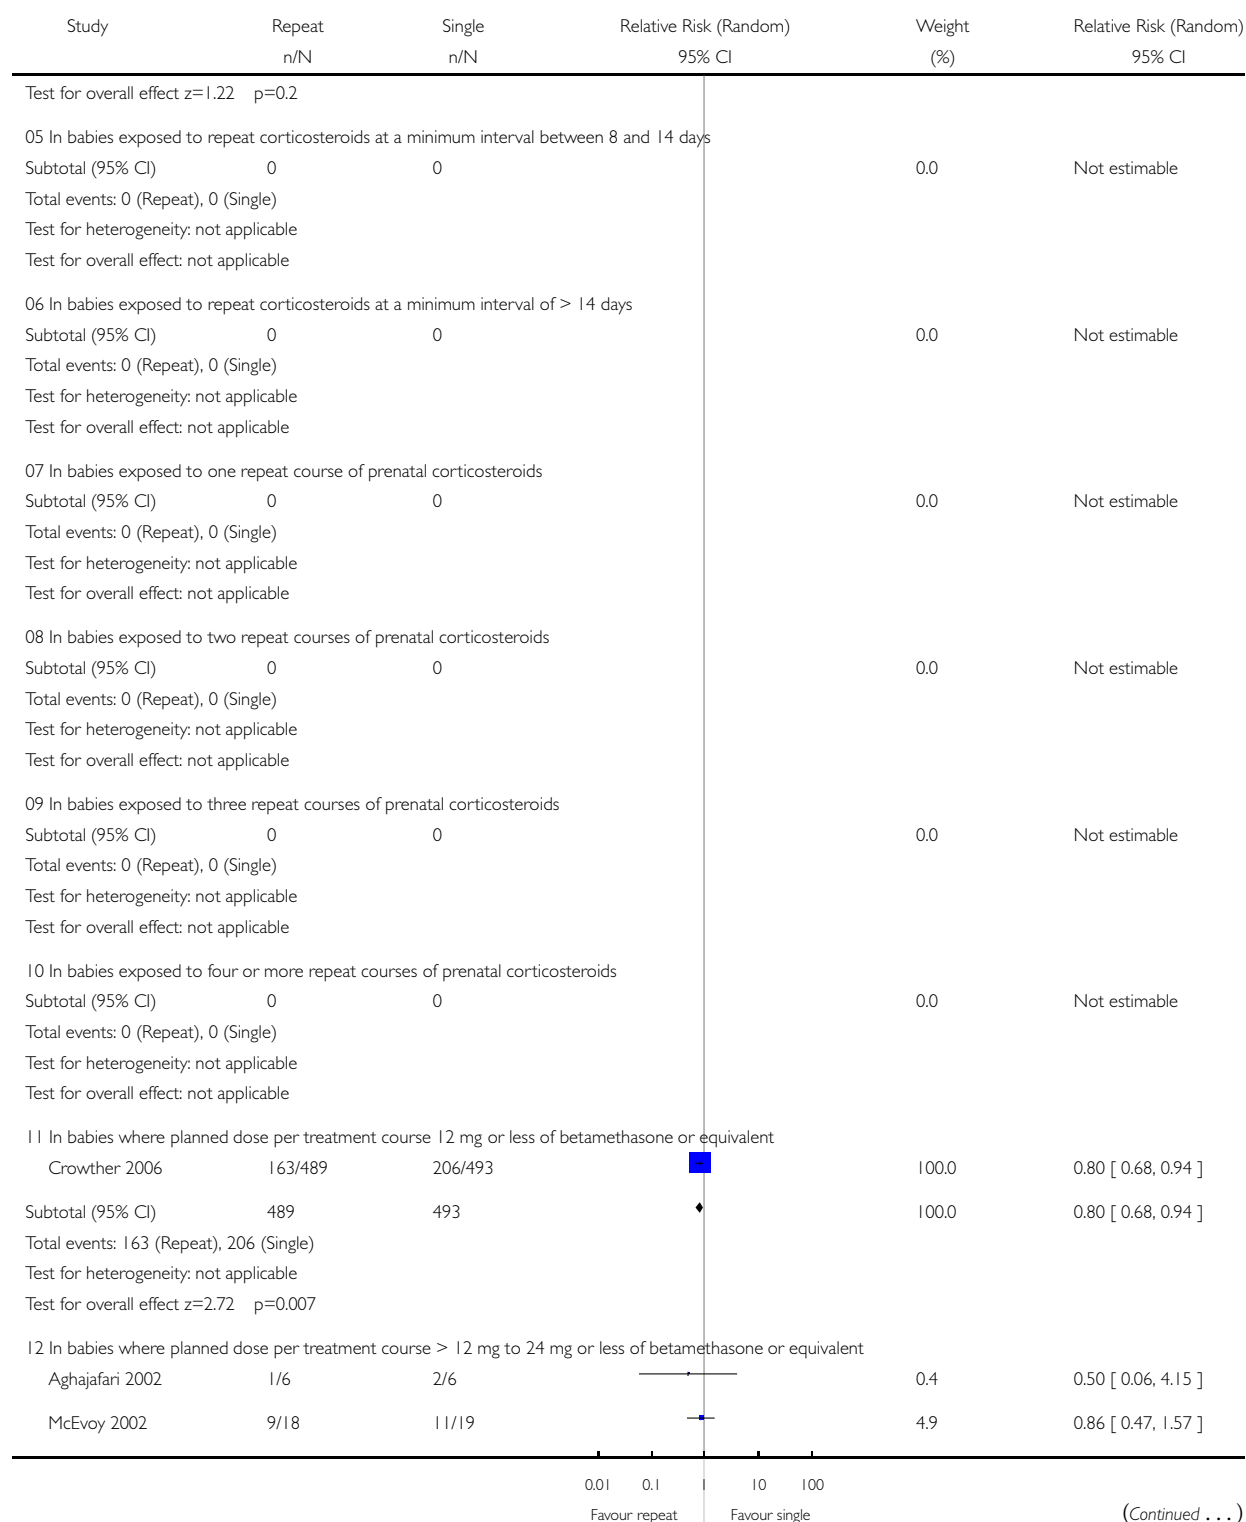 Study Repeat Single Relative Risk (Random) Weight Relative Risk (Random)
n/N n/N 95% CI (%) 95% CI
Test for overall effect z=1.22 p=0.2
05 In babies exposed to repeat corticosteroids at a minimum interval between 8 and 14 days
Subtotal (95% CI) 0 0 0.0 Not estimable
Total events: 0 (Repeat), 0 (Single)
Test for heterogeneity: not applicable
Test for overall effect: not applicable
06 In babies exposed to repeat corticosteroids at a minimum interval of > 14 days
Subtotal (95% CI) 0 0 0.0 Not estimable
Total events: 0 (Repeat), 0 (Single)
Test for heterogeneity: not applicable
Test for overall effect: not applicable
07 In babies exposed to one repeat course of prenatal corticosteroids
Subtotal (95% CI) 0 0 0.0 Not estimable
Total events: 0 (Repeat), 0 (Single)
Test for heterogeneity: not applicable
Test for overall effect: not applicable
08 In babies exposed to two repeat courses of prenatal corticosteroids
Subtotal (95% CI) 0 0 0.0 Not estimable
Total events: 0 (Repeat), 0 (Single)
Test for heterogeneity: not applicable
Test for overall effect: not applicable
09 In babies exposed to three repeat courses of prenatal corticosteroids
Subtotal (95% CI) 0 0 0.0 Not estimable
Total events: 0 (Repeat), 0 (Single)
Test for heterogeneity: not applicable
Test for overall effect: not applicable
10 In babies exposed to four or more repeat courses of prenatal corticosteroids
Subtotal (95% CI) 0 0 0.0 Not estimable
Total events: 0 (Repeat), 0 (Single)
Test for heterogeneity: not applicable
Test for overall effect: not applicable
11 In babies where planned dose per treatment course 12 mg or less of betamethasone or equivalent
Crowther 2006 163/489 206/493 100.0 0.80 [ 0.68, 0.94 ]
Subtotal (95% CI) 489 493 100.0 0.80 [ 0.68, 0.94 ]
Total events: 163 (Repeat), 206 (Single)
Test for heterogeneity: not applicable
Test for overall effect z=2.72 p=0.007
12 In babies where planned dose per treatment course > 12 mg to 24 mg or less of betamethasone or equivalent
Aghajafari 2002 1/6 2/6 0.4 0.50 [ 0.06, 4.15 ]
McEvoy 2002 9/18 11/19 4.9 0.86 [ 0.47, 1.57 ]
0.01 0.1 1 10 100
Favour repeat Favour single
(Continued . . . )